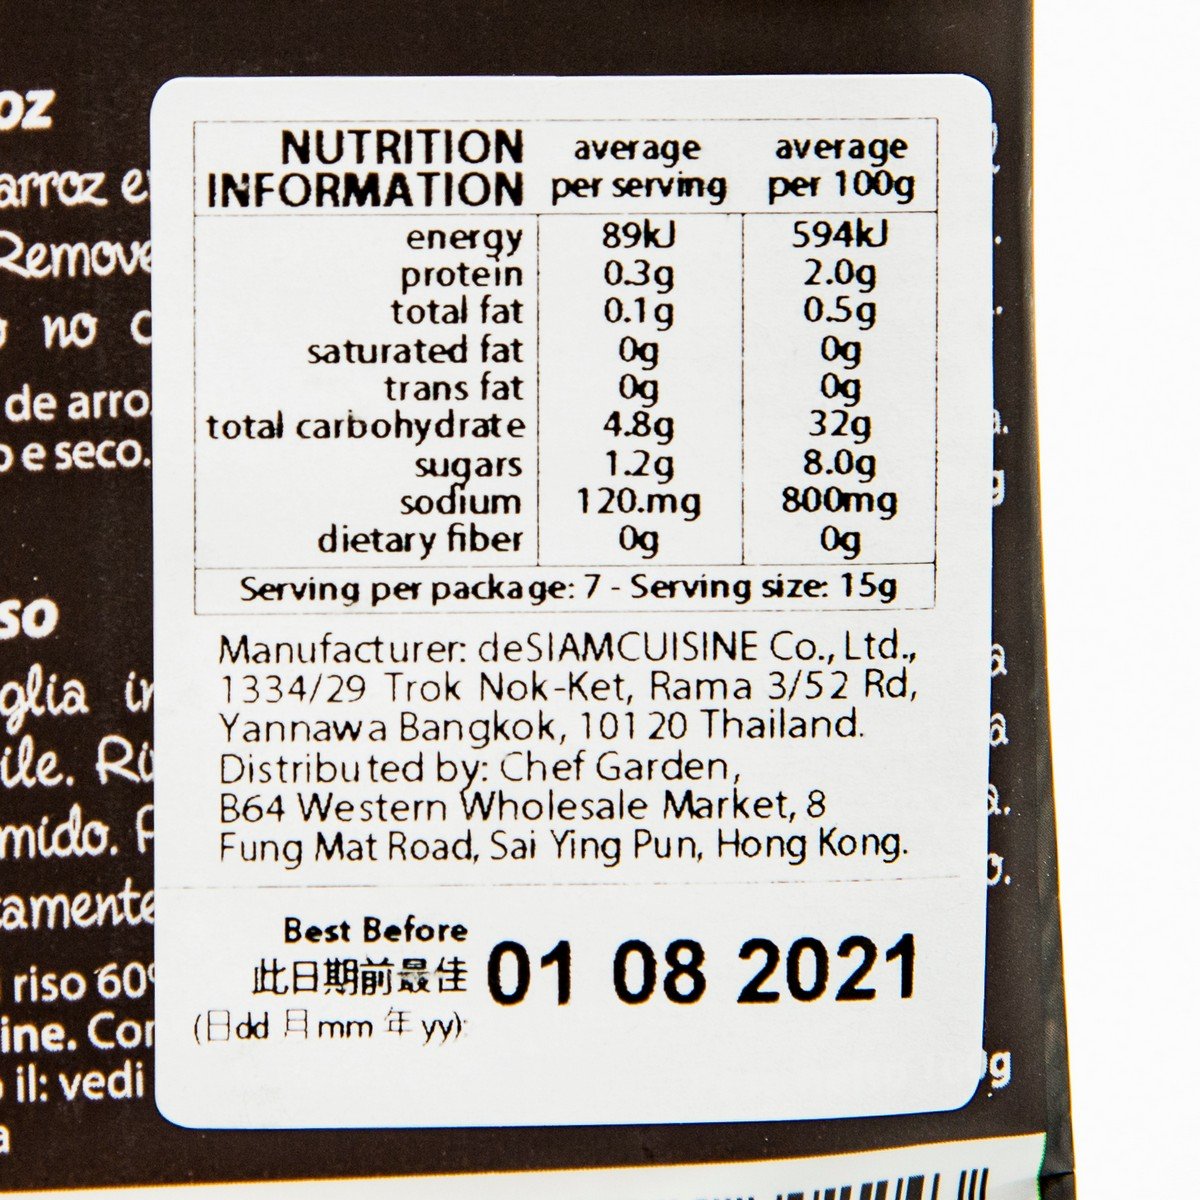 NUTRITION INFORMATION average per serving average per 100g
energy 89kJ 594kJ
protein 0.3g 2.0g
total fat 0.1g 0.5g
saturated fat 0g 0g
trans fat 0g 0g
total carbohydrate 4.8g 32g
sugars 1.2g 8.0g
sodium 120.mg 800mg
dietary fiber 0g 0g
Serving per package: 7 - Serving size: 15g
Manufacturer: deSIAMCUISINE Co., Ltd.,
1334/29 Trok Nok-Ket, Rama 3/52 Rd,
Yannawa Bangkok, 10120 Thailand.
Distributed by: Chef Garden,
B64 Western Wholesale Market, 8
Fung Mat Road, Sai Ying Pun, Hong Kong.
Best Before
此日期前最佳 01 08 2021
(日dd 月mm 年yy):
oz
arroz e
Remove
no c
de arro
e seco.
so
glia in
ile. Ri
mido. P
amente
riso 60%
ine. Con
il: vedi
a